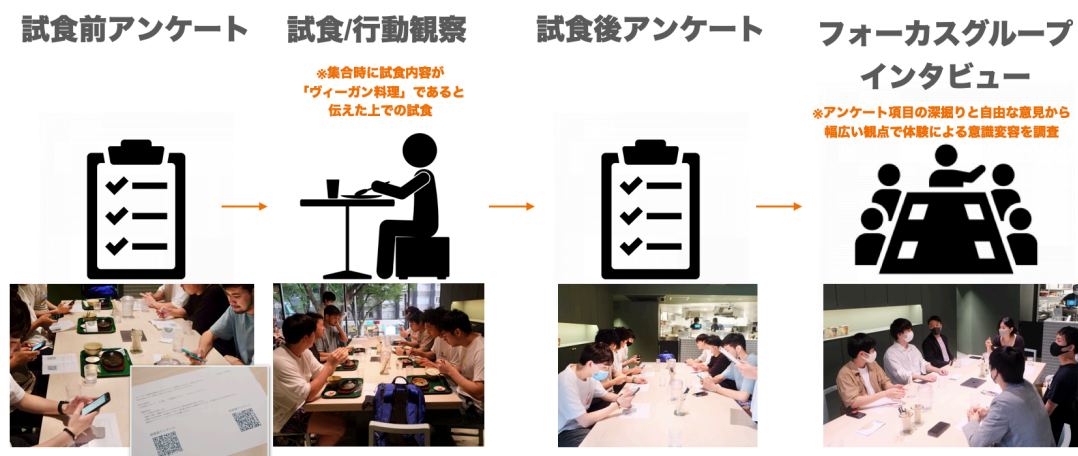 試食前アンケート
試食/行動観察
※集合時に試食内容が
「ヴィーガン料理」であると
伝えた上での試食
試食後アンケート
フォーカスグループ
インタビュー
※アンケート項目の深掘りと自由な意見から
幅広い観点で体験による意識変容を調査